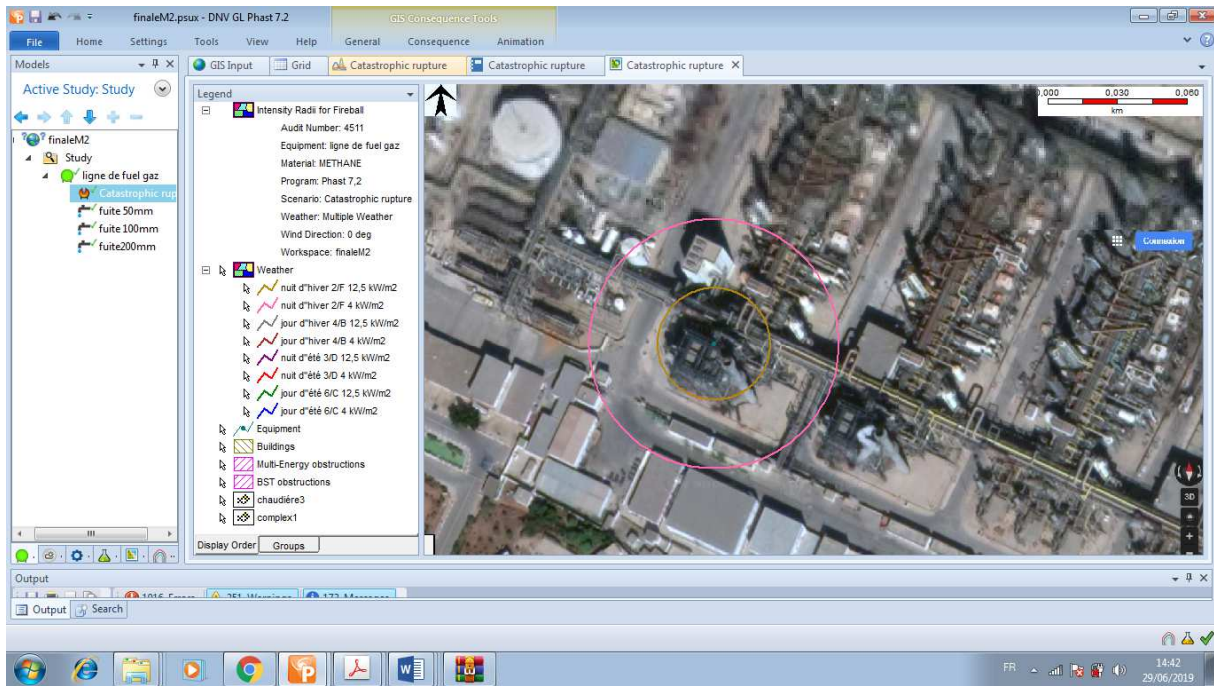 finaleM2.psux - DNV GL Phast 7.2
GIS Consequence Tools
File Home Settings Tools View Help General Consequence Animation
Models
GIS Input Grid Catastrophic rupture Catastrophic rupture Catastrophic rupture
Active Study: Study
finaleM2
Study
ligne de fuel gaz
Catastrophic rup
fuite 50mm
fuite 100mm
fuite200mm
Legend
Intensity Radii for Fireball
Audit Number: 4511
Equipment: ligne de fuel gaz
Material: METHANE
Program: Phast 7,2
Scenario: Catastrophic rupture
Weather: Multiple Weather
Wind Direction: 0 deg
Workspace: finaleM2
Weather
nuit d"hiver 2/F 12,5 kW/m2
nuit d"hiver 2/F 4 kW/m2
jour d"hiver 4/B 12,5 kW/m2
jour d"hiver 4/B 4 kW/m2
nuit d"été 3/D 12,5 kW/m2
nuit d"été 3/D 4 kW/m2
jour d"été 6/C 12,5 kW/m2
jour d"été 6/C 4 kW/m2
Equipment
Buildings
Multi-Energy obstructions
BST obstructions
chaudiére3
complex1
Display Order Groups
0,030 0,060
km
Connexion
3D
Output
1016 Errors 251 Warnings 172 Messages
Output Search
FR
14:42
29/06/2019